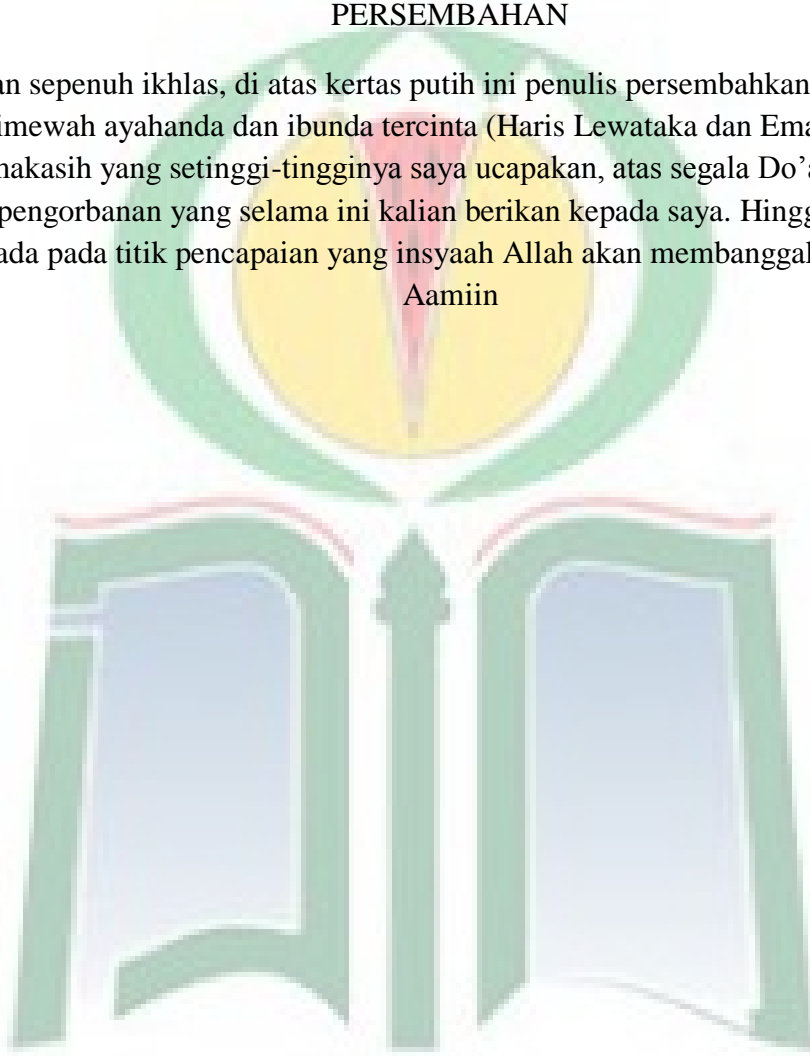 PERSEMBAHAN
an sepenuh ikhlas, di atas kertas putih ini penulis persembahkan
imewah ayahanda dan ibunda tercinta (Haris Lewataka dan Ema
nakasih yang setinggi-tingginya saya ucapakan, atas segala Do’a
pengorbanan yang selama ini kalian berikan kepada saya. Hingg
ada pada titik pencapaian yang insyaah Allah akan membanggal
Aamiin